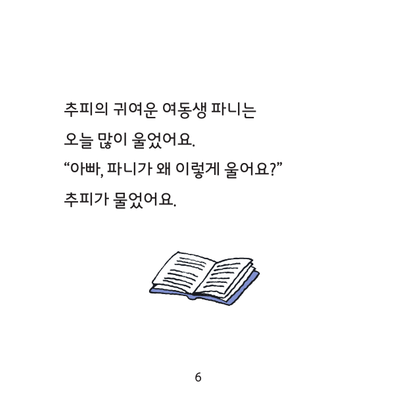 추피의 귀여운 여동생 파니는
오늘 많이 울었어요.
“아빠, 파니가 왜 이렇게 울어요?”
추피가 물었어요.
6